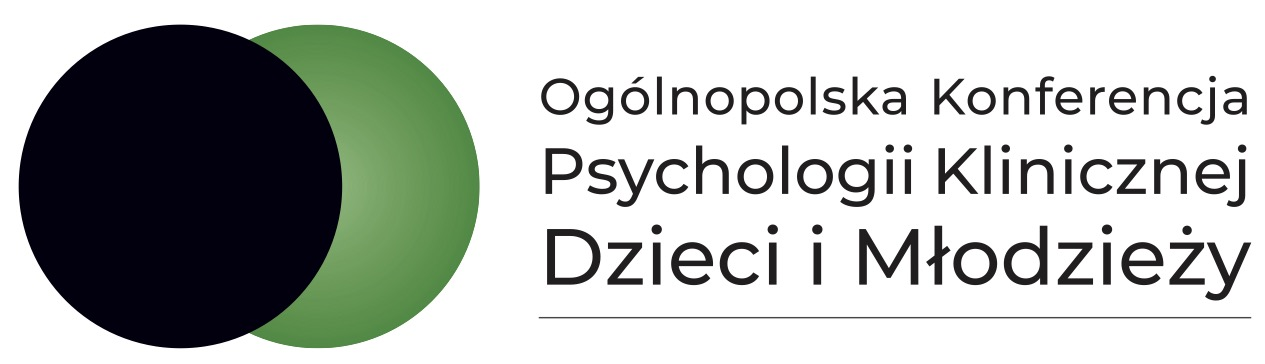 Ogólnopolska Konferencja
Psychologii Klinicznej
Dzieci i Młodzieży